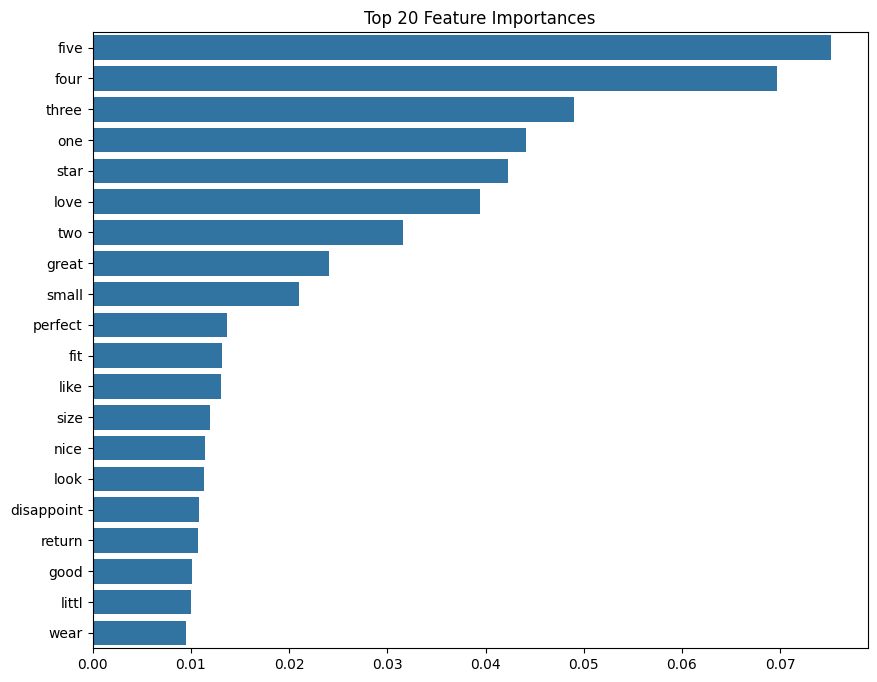 Top 20 Feature Importances
five
four
three
one
star
love
two
great
small
perfect
fit
like
size
nice
look
disappoint
return
good
littl
wear
0.00 0.01 0.02 0.03 0.04 0.05 0.06 0.07